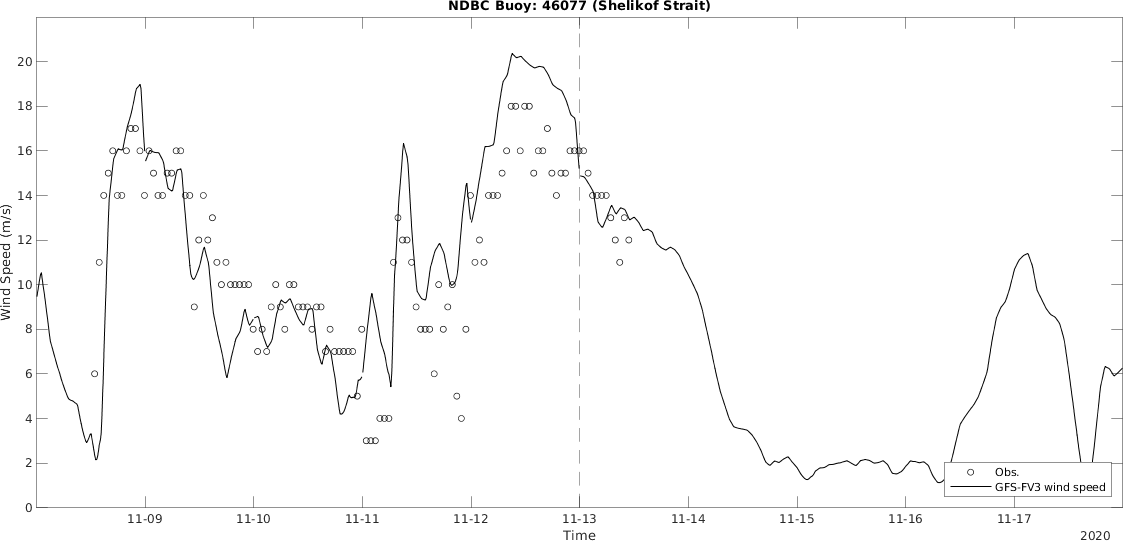 NDBC Buoy: 46077 (Shelikof Strait)
20
18
16
14
12
10
8
6
4
2
0
Wind Speed (m/s)
Obs.
GFS-FV3 wind speed
11-09 11-10 11-11 11-12 11-13 11-14 11-15 11-16 11-17
Time
2020